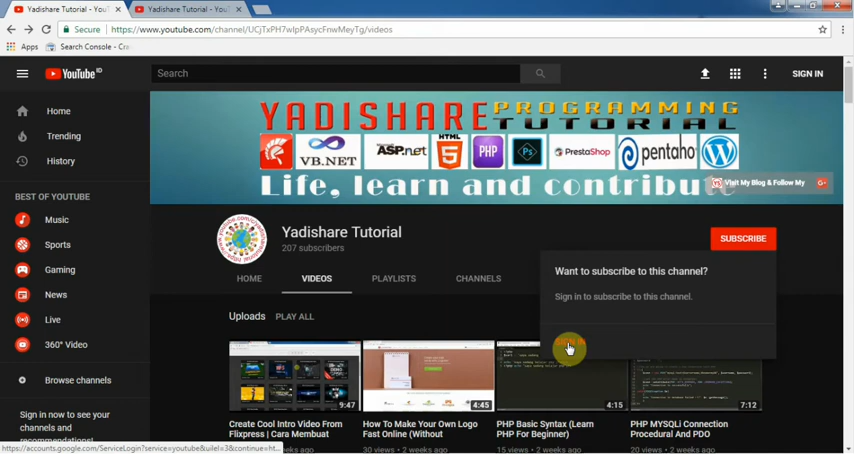 Yadishare Tutorial - You
Yadishare Tutorial - You
Secure
https://www.youtube.com/channel/UCjTxPH7wIpPAsycFnwMeyTg/videos
Apps
Search Console - Cra
YouTube ID
Search
SIGN IN
Home
Trending
History
BEST OF YOUTUBE
Music
Sports
Gaming
News
Live
360° Video
Browse channels
Sign in now to see your
channels and
recommendations!
YADISHARE PROGRAMMING
TUTORIAL
VB.NET
ASP.net
HTML
5
PHP
Ps
PrestaShop
pentaho
Life, learn and contribute
Visit My Blog & Follow My
Yadishare Tutorial
207 subscribers
SUBSCRIBE
HOME
VIDEOS
PLAYLISTS
CHANNELS
Want to subscribe to this channel?
Sign in to subscribe to this channel.
SIGN IN
Uploads
PLAY ALL
9:47
4:45
4:15
7:12
Create Cool Intro Video From
Flixpress | Cara Membuat
How To Make Your Own Logo
Fast Online (Without
30 views • 2 weeks ago
PHP Basic Syntax (Learn
PHP For Beginner)
15 views • 2 weeks ago
PHP MYSQLi Connection
Procedural And PDO
20 views • 2 weeks ago
https://accounts.google.com/ServiceLogin?service=youtube&uilel=3&continue=ht...